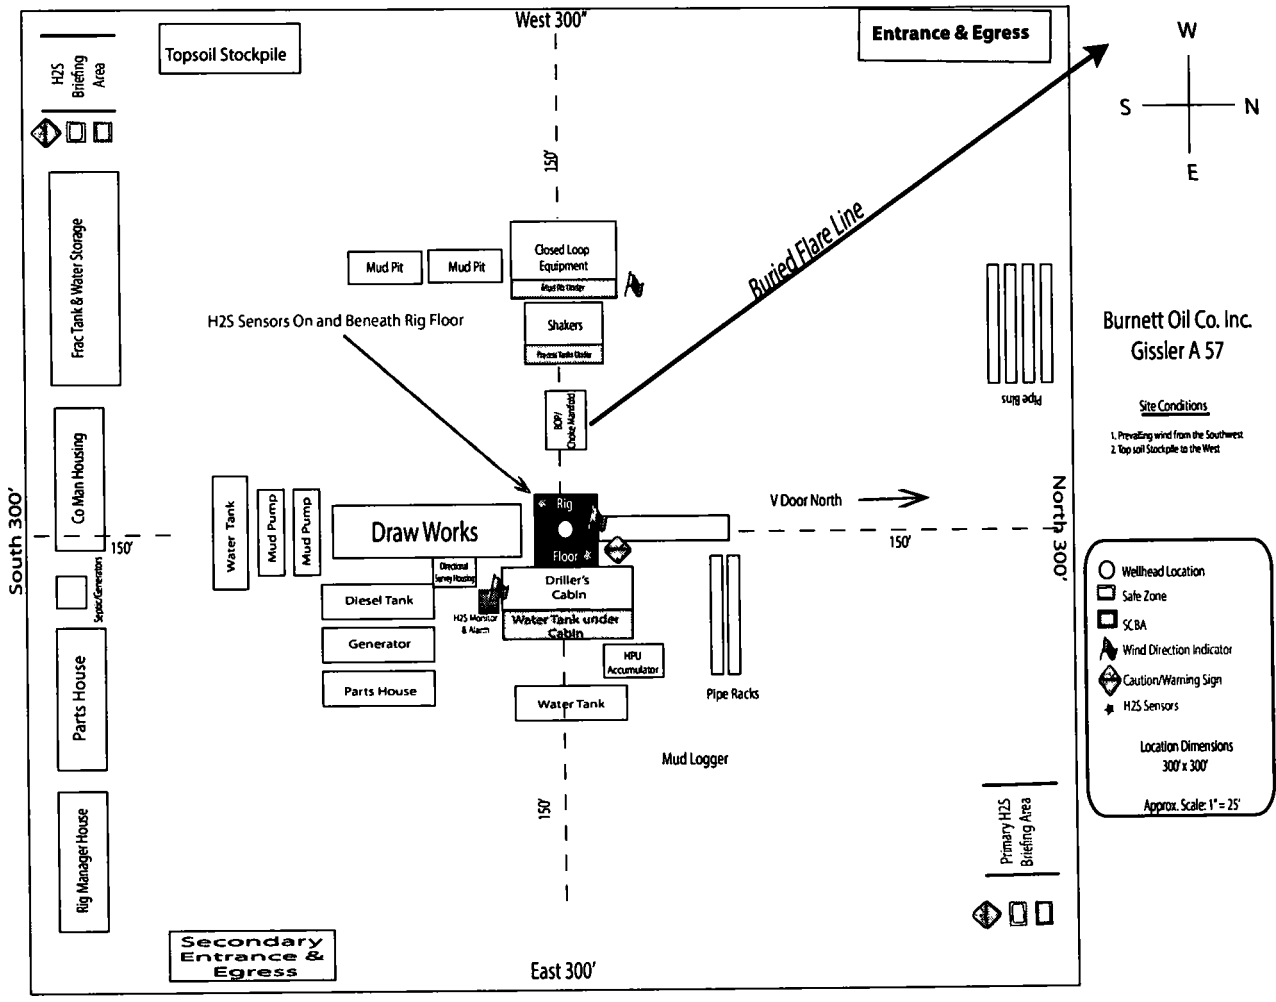 West 300"
Topsoil Stockpile
Entrance & Egress
W
S
N
E
H2S
Briefing
Area
150'
Frac Tank & Water Storage
Mud Pit
Mud Pit
Closed Loop
Equipment
Mud Pits Under
Buried Flare Line
H2S Sensors On and Beneath Rig Floor
Shakers
Process Tanks Under
Pipe Bins
Burnett Oil Co. Inc.
Gissler A 57
Site Conditions
1. Prevailing wind from the Southwest
2. Top soil Stockpile to the West
BOP/
Choke Manifold
Co Man Housing
South 300'
150'
Water Tank
Mud Pump
Mud Pump
Draw Works
Rig
Floor
V Door North
150'
North 300'
Septic/Generators
Directional
Survey Housing
Driller's
Cabin
Diesel Tank
H2S Monitor
& Alarm
Water Tank under
Cabin
Generator
HPU
Accumulator
Parts House
Parts House
Water Tank
Pipe Racks
Mud Logger
Wellhead Location
Safe Zone
SCBA
Wind Direction Indicator
Caution/Warning Sign
H2S Sensors
Location Dimensions
300' x 300'
Approx. Scale: 1" = 25'
Rig Manager House
150'
Primary H2S
Briefing Area
Secondary
Entrance &
Egress
East 300'